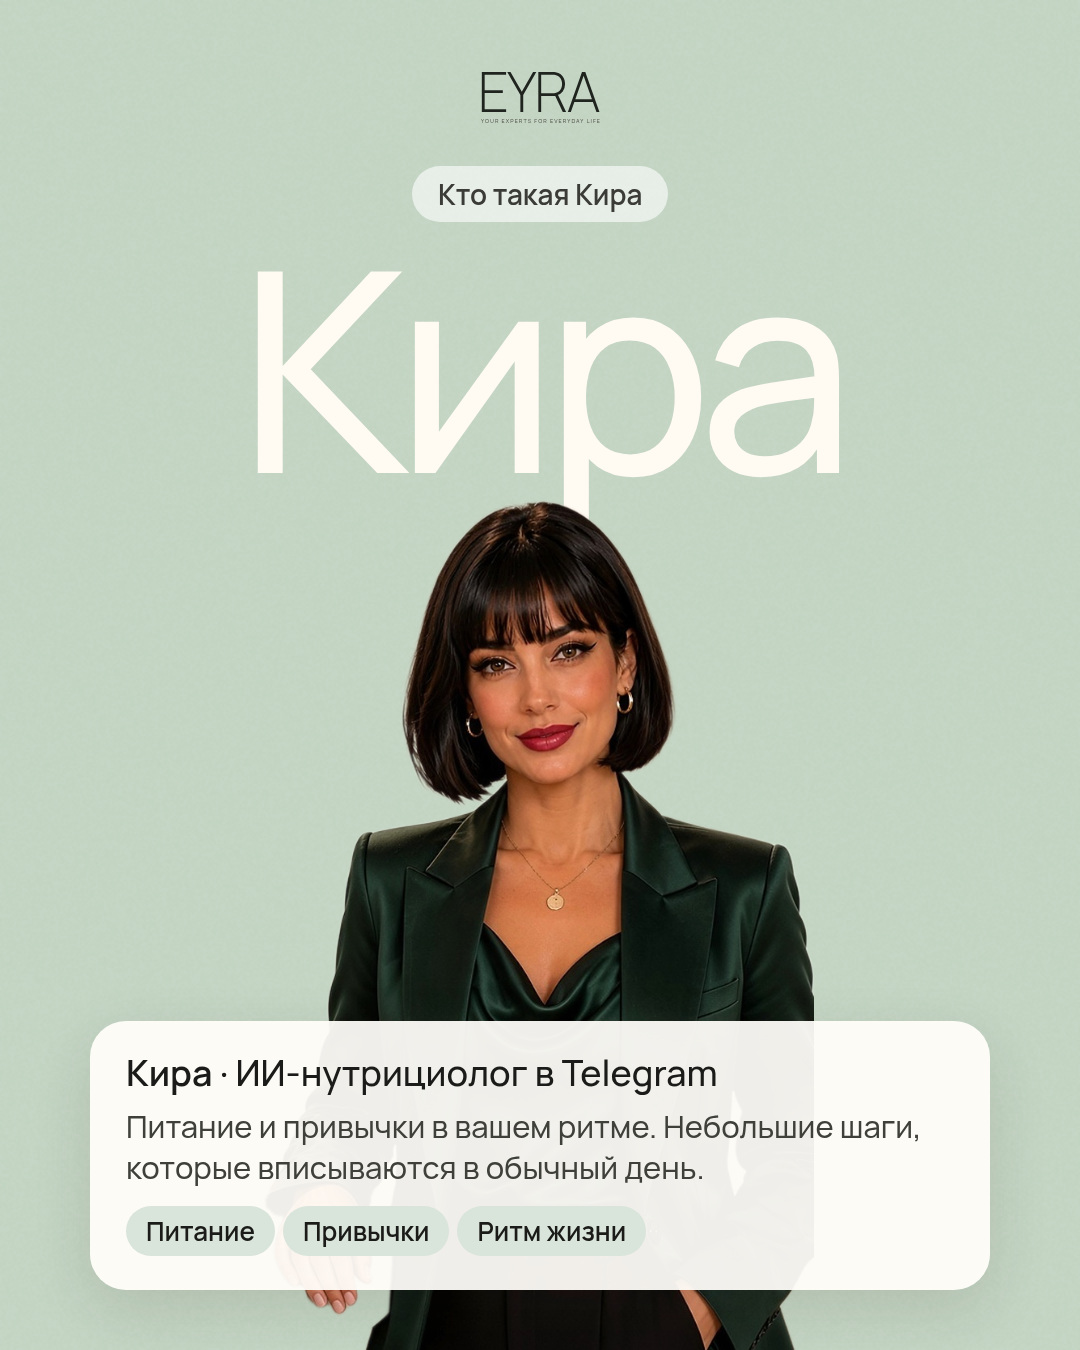 EYRA
YOUR EXPERTS FOR EVERYDAY LIFE
Кто такая Кира
Кира
Кира · ИИ-нутрициолог в Telegram
Питание и привычки в вашем ритме. Небольшие шаги,
которые вписываются в обычный день.
Питание Привычки Ритм жизни